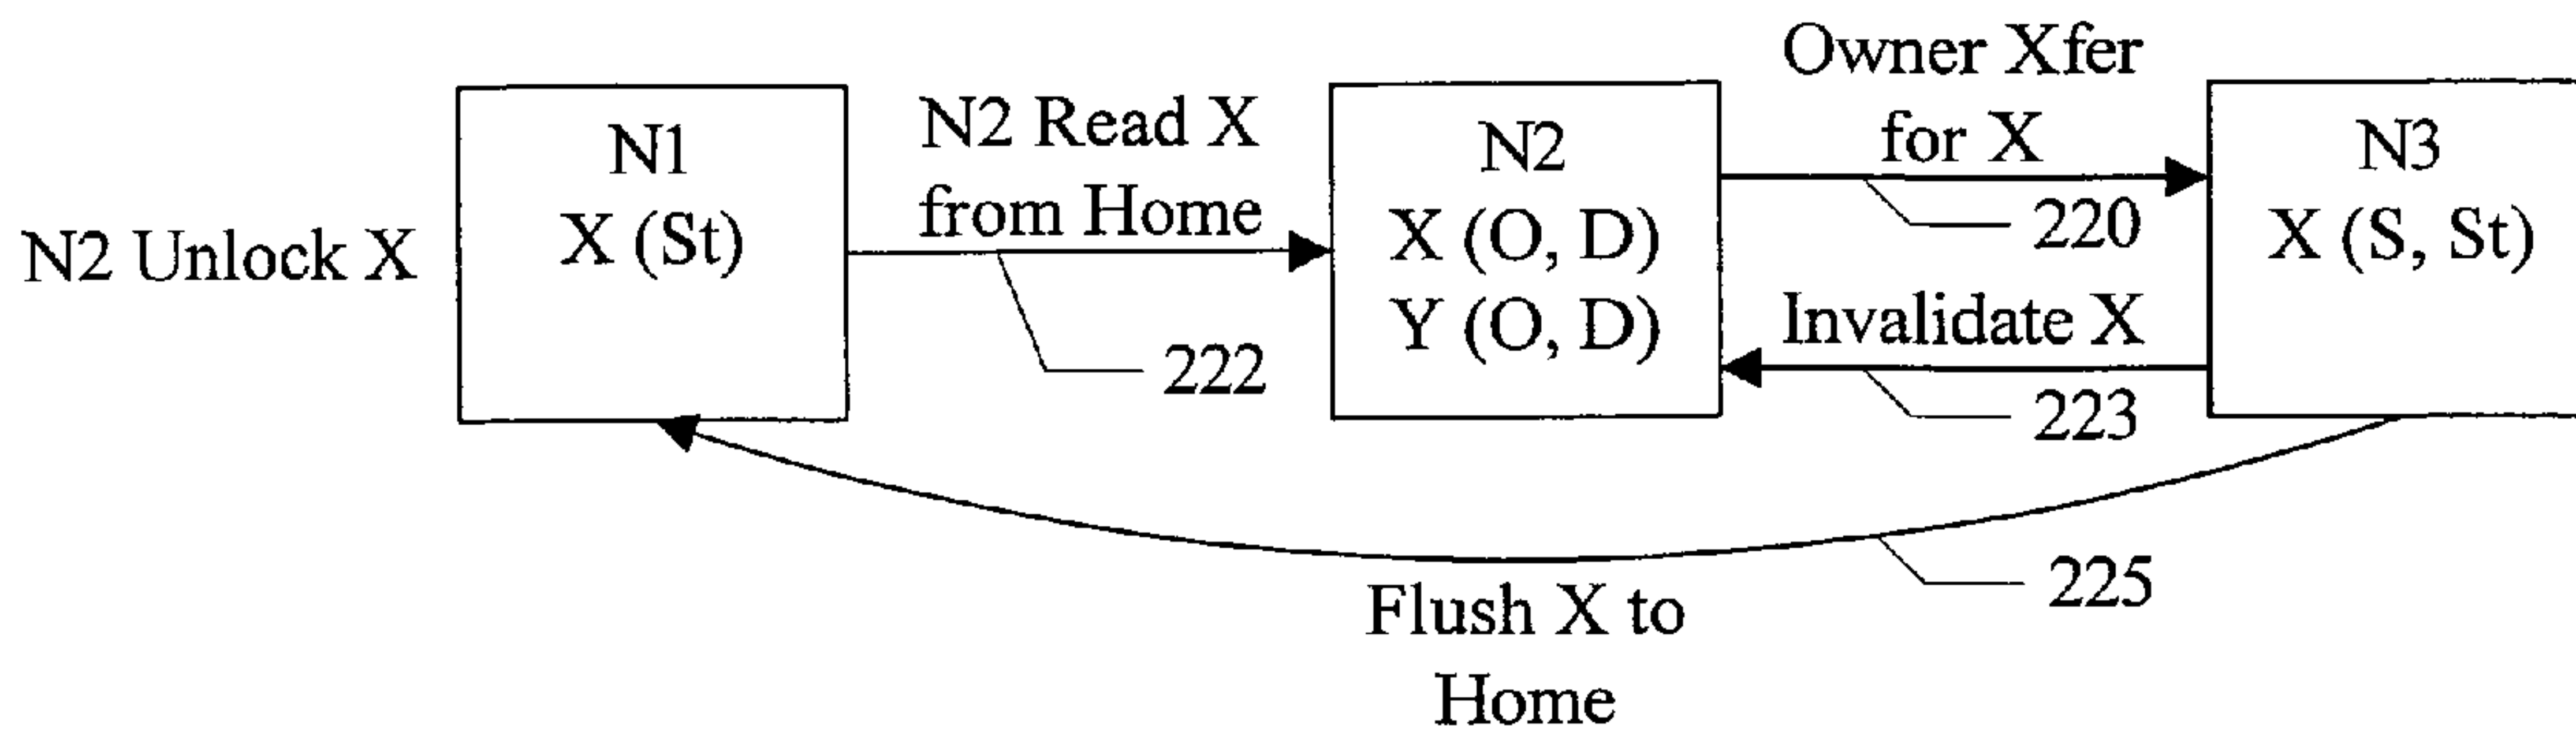 N2 Unlock X
N1
X (St)
N2 Read X
from Home
222
N2
X (O, D)
Y (O, D)
Owner Xfer
for X
220
Invalidate X
223
N3
X (S, St)
225
Flush X to
Home